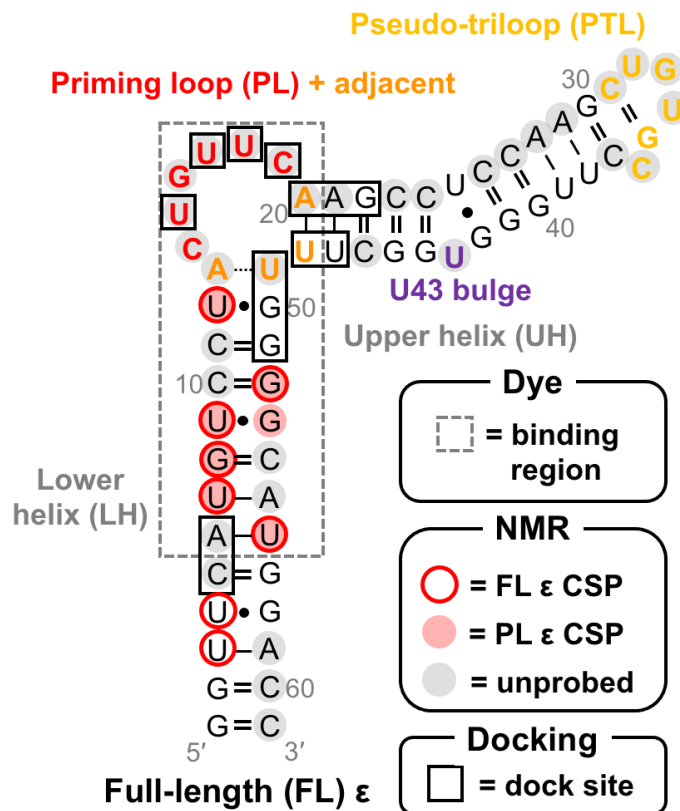 Pseudo-triloop (PTL)
Priming loop (PL) + adjacent
30
C U G U G C
G U U C
U C
A A G C C U C C A A G
20
U U C G G U G G G U U C
40
U43 bulge
Upper helix (UH)
A U
U • G 50
C = G
10 C = G
U • G
G = C
U – A
A – U
C = G
U • G
U – A
G = C 60
G = C
5′ 3′
Lower
helix (LH)
Full-length (FL) ε
Dye
= binding
region
NMR
= FL ε CSP
= PL ε CSP
= unprobed
Docking
= dock site